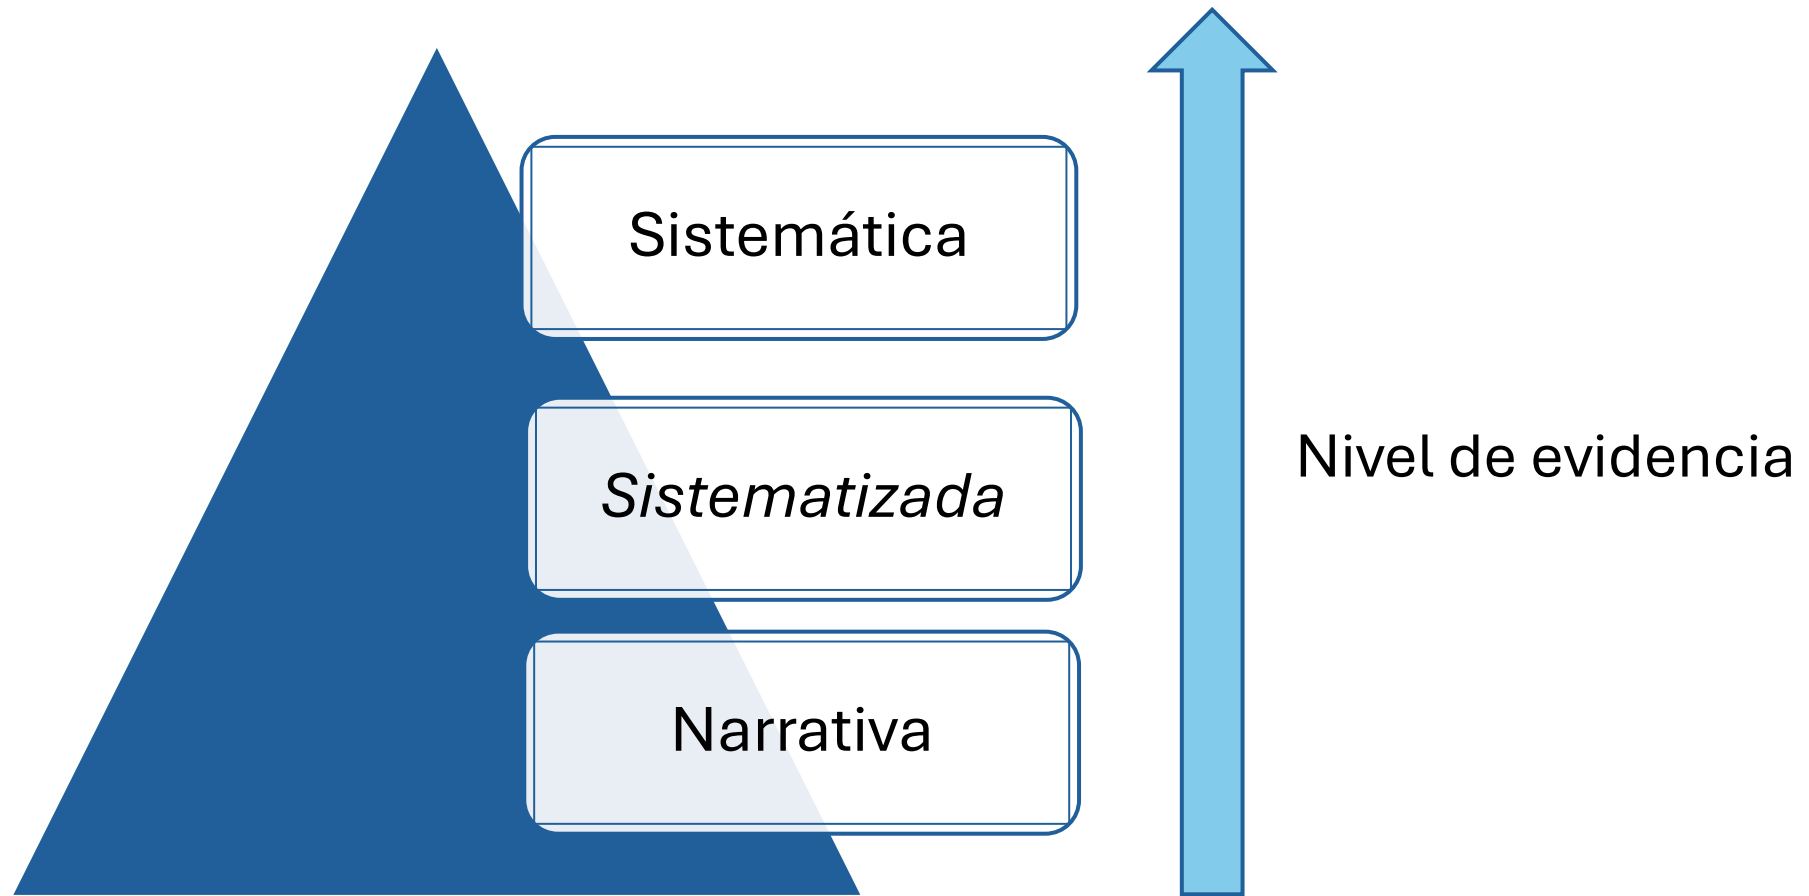 Sistemática
Sistematizada
Narrativa
Nivel de evidencia